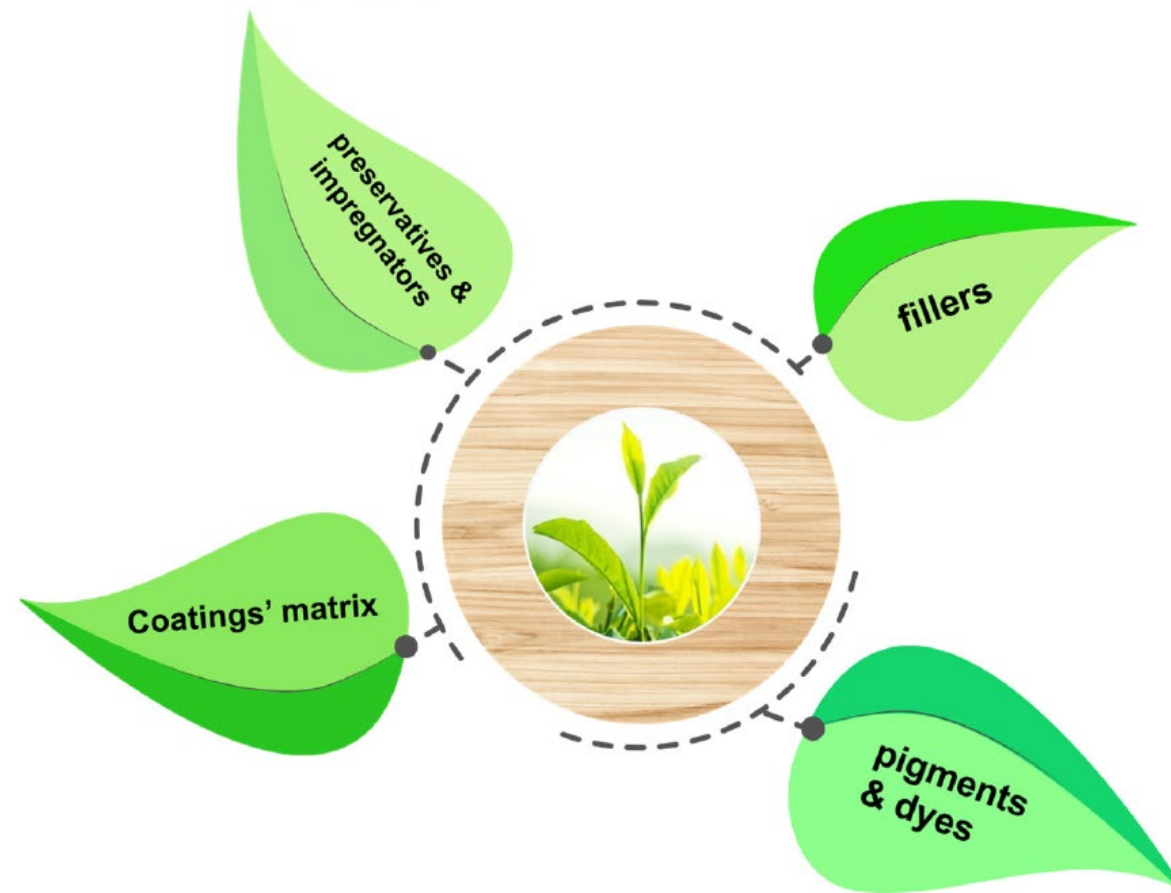 preservatives &
impregnators
fillers
Coatings’ matrix
pigments
& dyes